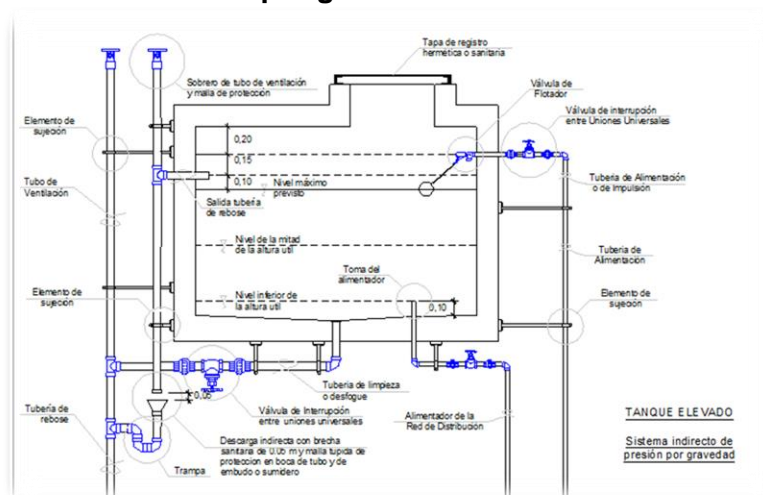 Tapa de registro
hermética o sanitaria
Sobrero de tubo de ventilación
y malla de protección
Válvula de
Flotador
Válvula de interrupción
entre Uniones Universales
Elemento de
sujeción
0,20
0,15
0,10
Nivel máximo
previsto
Tubo de
Ventilación
Salida tubería
de rebose
Tubería de Alimentación
o de Impulsión
Nivel de la mitad
de la altura util
Tubería de
Alimentación
Toma del
alimentador
Elemento de
sujeción
Nivel inferior de
la altura util
0,10
Elemento de
sujeción
Tubería de limpieza
o desfogue
0,05
Válvula de Interrupción
entre uniones universales
Tubería de
rebose
Alimentador de la
Red de Distribución
TANQUE ELEVADO
Sistema indirecto de
presión por gravedad
Descarga indirecta con brecha
sanitaria de 0.05 m y malla tupida de
proteccion en boca de tubo y de
embudo o sumidero
Trampa